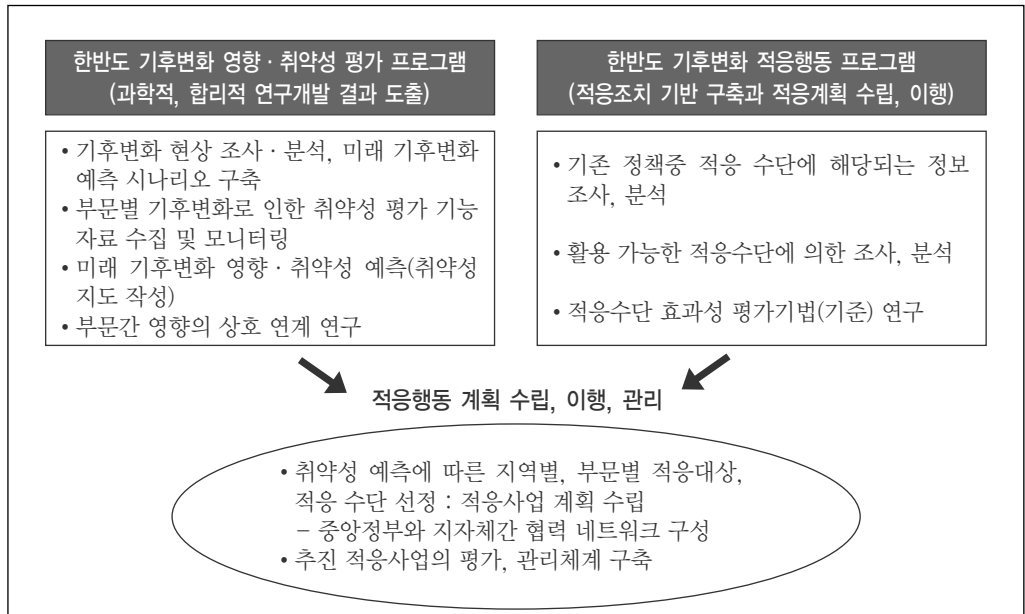 한반도 기후변화 영향 · 취약성 평가 프로그램
(과학적, 합리적 연구개발 결과 도출)
• 기후변화 현상 조사 · 분석, 미래 기후변화
예측 시나리오 구축
• 부문별 기후변화로 인한 취약성 평가 기능
자료 수집 및 모니터링
• 미래 기후변화 영향 · 취약성 예측(취약성
지도 작성)
• 부문간 영향의 상호 연계 연구
한반도 기후변화 적응행동 프로그램
(적응조치 기반 구축과 적응계획 수립, 이행)
• 기존 정책중 적응 수단에 해당되는 정보
조사, 분석
• 활용 가능한 적응수단에 의한 조사, 분석
• 적응수단 효과성 평가기법(기준) 연구
적응행동 계획 수립, 이행, 관리
• 취약성 예측에 따른 지역별, 부문별 적응대상,
적응 수단 선정 : 적응사업 계획 수립
– 중앙정부와 지자체간 협력 네트워크 구성
• 추진 적응사업의 평가, 관리체계 구축